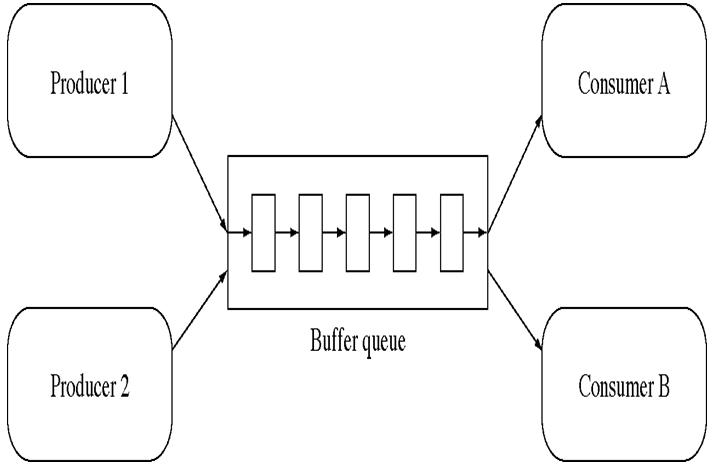 Producer 1
Consumer A
Buffer queue
Producer 2
Consumer B